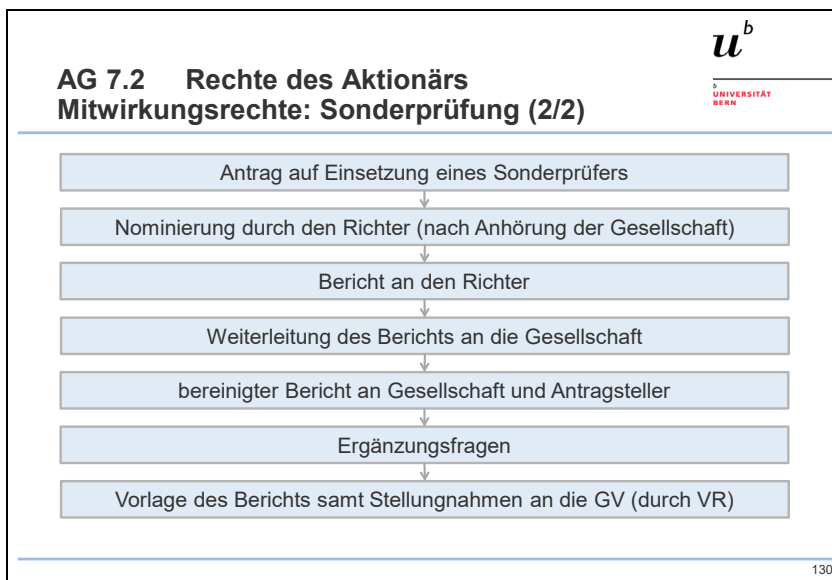 u b
AG 7.2 Rechte des Aktionärs
Mitwirkungsrechte: Sonderprüfung (2/2)
b
UNIVERSITÄT
BERN
Antrag auf Einsetzung eines Sonderprüfers
Nominierung durch den Richter (nach Anhörung der Gesellschaft)
Bericht an den Richter
Weiterleitung des Berichts an die Gesellschaft
bereinigter Bericht an Gesellschaft und Antragsteller
Ergänzungsfragen
Vorlage des Berichts samt Stellungnahmen an die GV (durch VR)
130